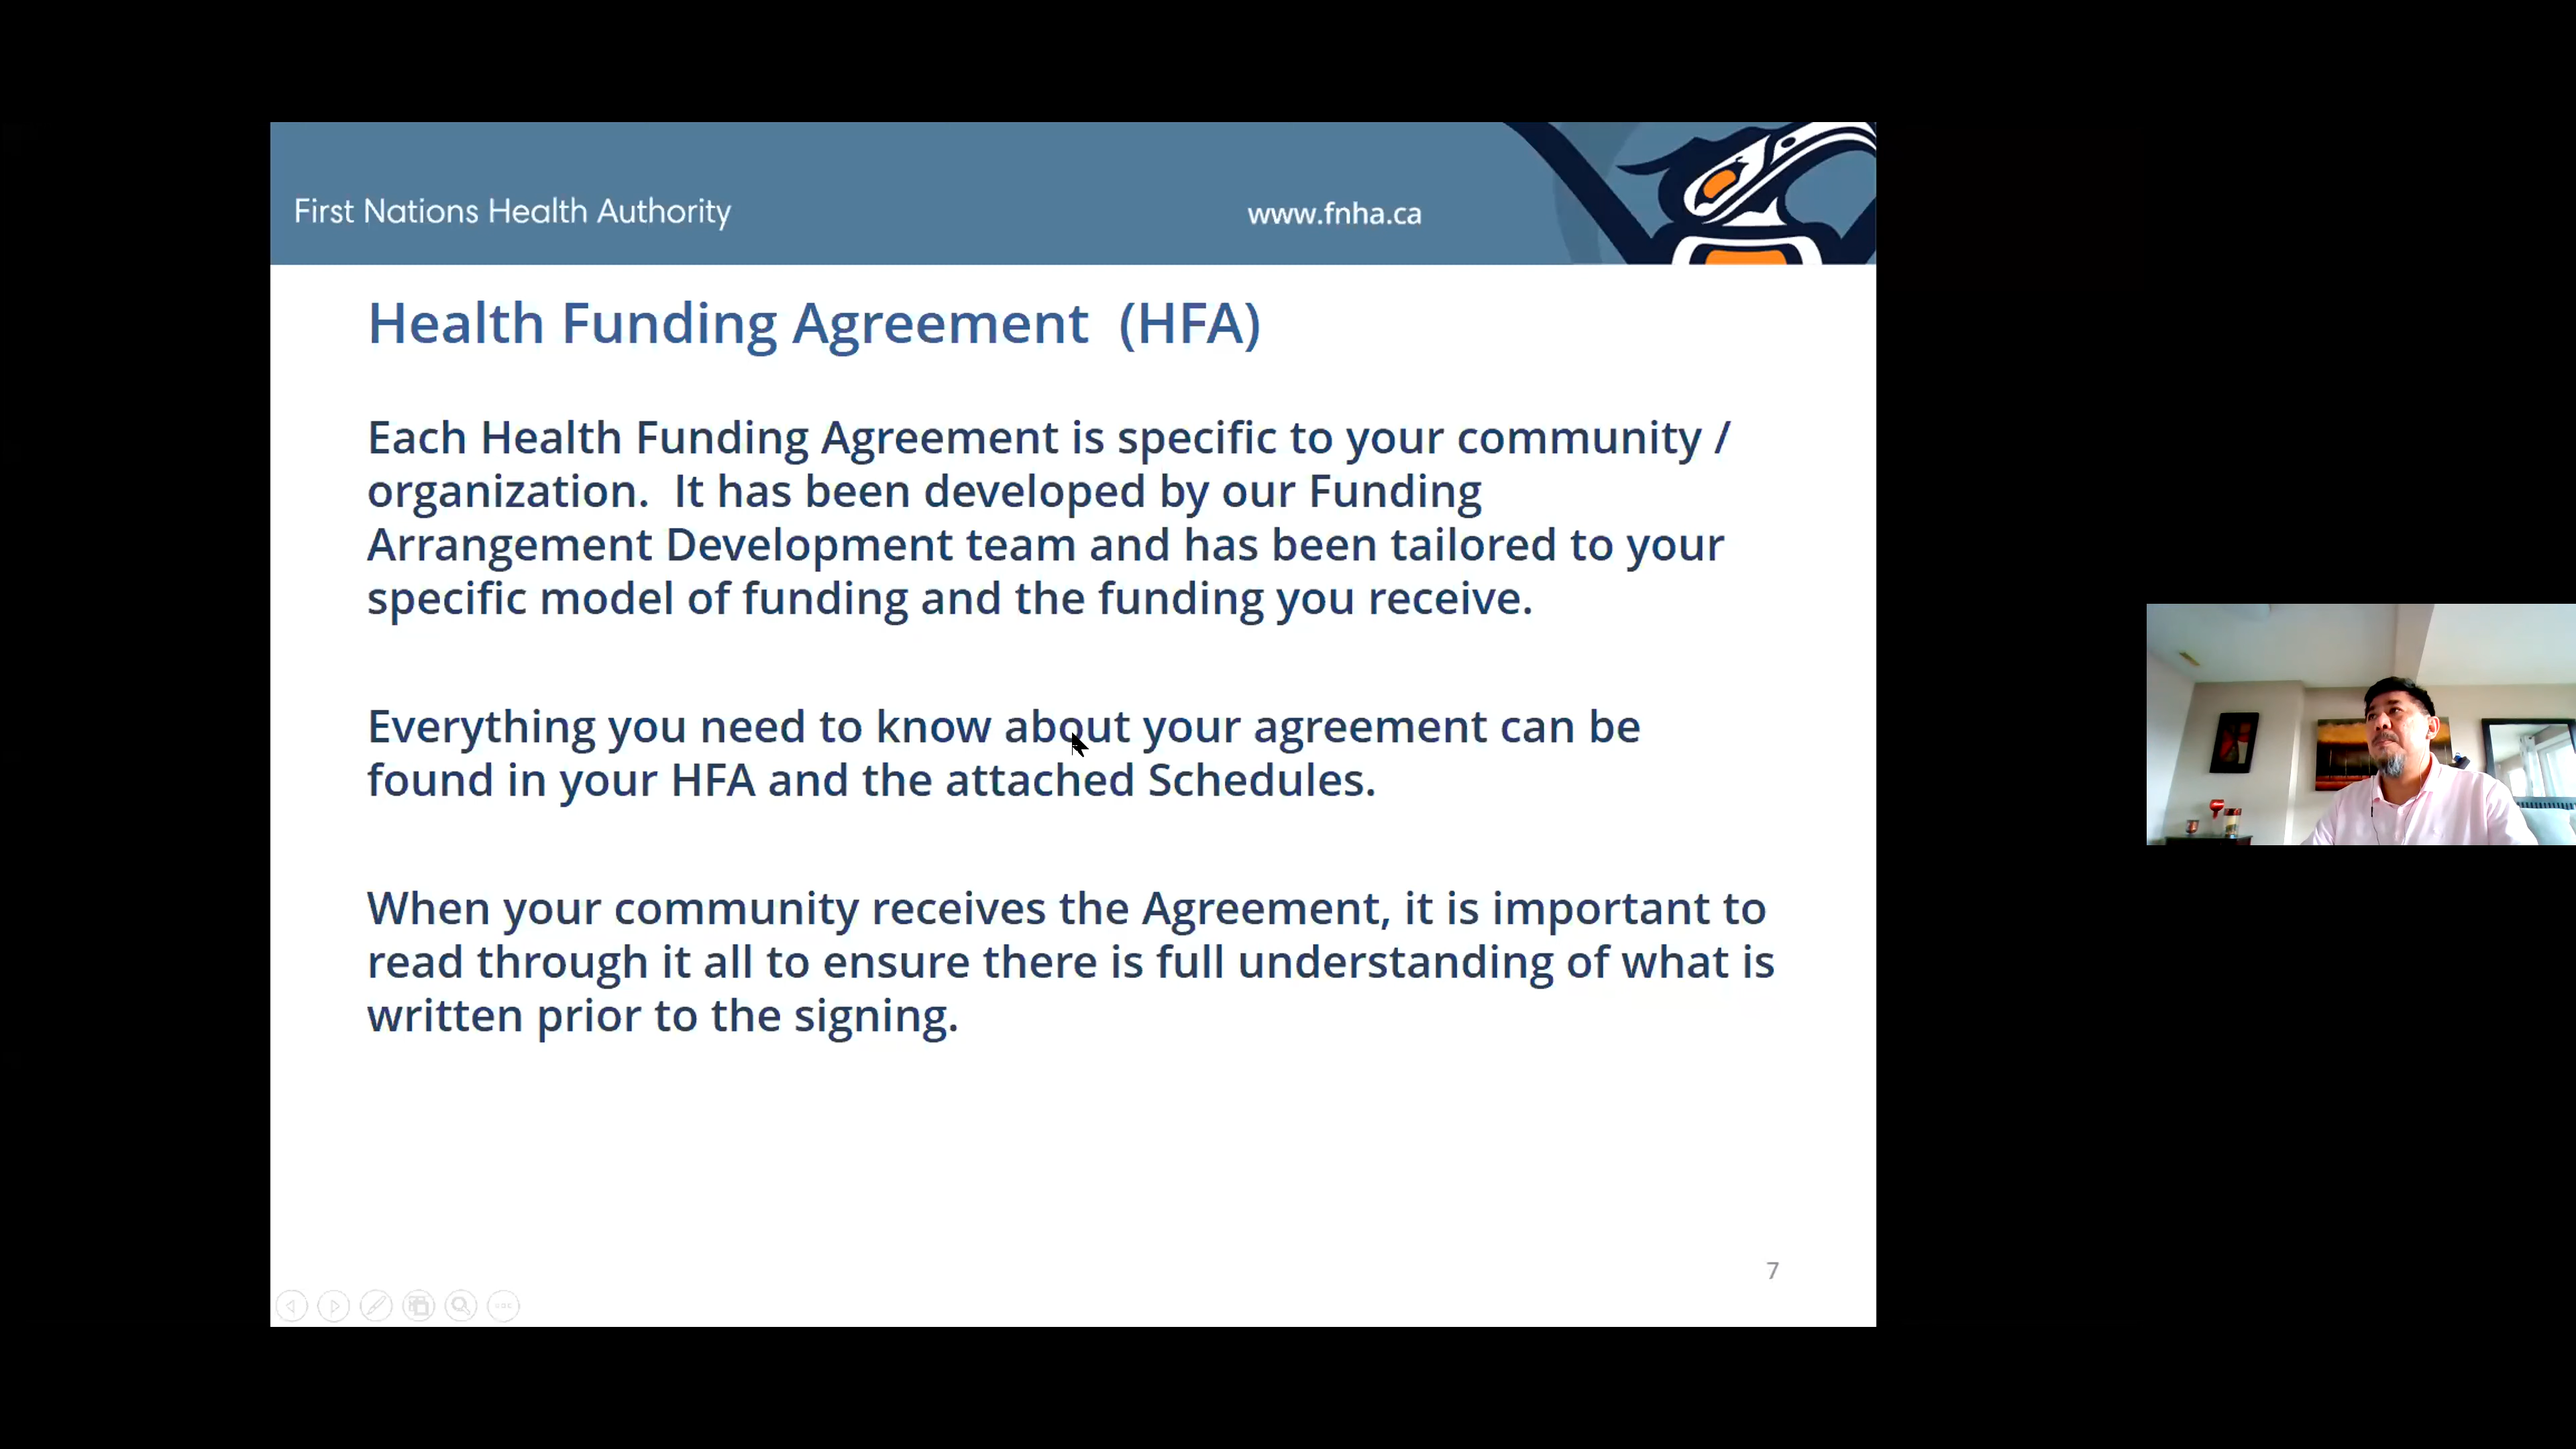 First Nations Health Authority
www.fnha.ca
Health Funding Agreement (HFA)
Each Health Funding Agreement is specific to your community /
organization. It has been developed by our Funding
Arrangement Development team and has been tailored to your
specific model of funding and the funding you receive.
Everything you need to know about your agreement can be
found in your HFA and the attached Schedules.
When your community receives the Agreement, it is important to
read through it all to ensure there is full understanding of what is
written prior to the signing.
7